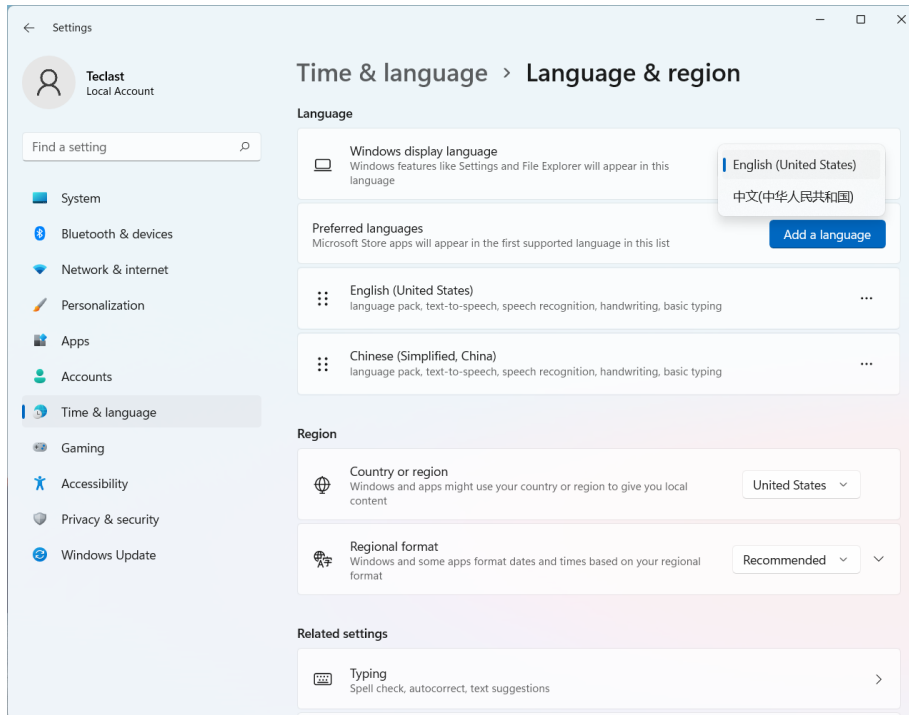 Settings
Teclast
Local Account
Find a setting
System
Bluetooth & devices
Network & internet
Personalization
Apps
Accounts
Time & language
Gaming
Accessibility
Privacy & security
Windows Update
Time & language › Language & region
Language
Windows display language
Windows features like Settings and File Explorer will appear in this
language
English (United States)
中文(中华人民共和国)
Preferred languages
Microsoft Store apps will appear in the first supported language in this list
Add a language
English (United States)
language pack, text-to-speech, speech recognition, handwriting, basic typing
Chinese (Simplified, China)
language pack, text-to-speech, speech recognition, handwriting, basic typing
Region
Country or region
Windows and apps might use your country or region to give you local
content
United States
Regional format
Windows and some apps format dates and times based on your regional
format
Recommended
Related settings
Typing
Spell check, autocorrect, text suggestions